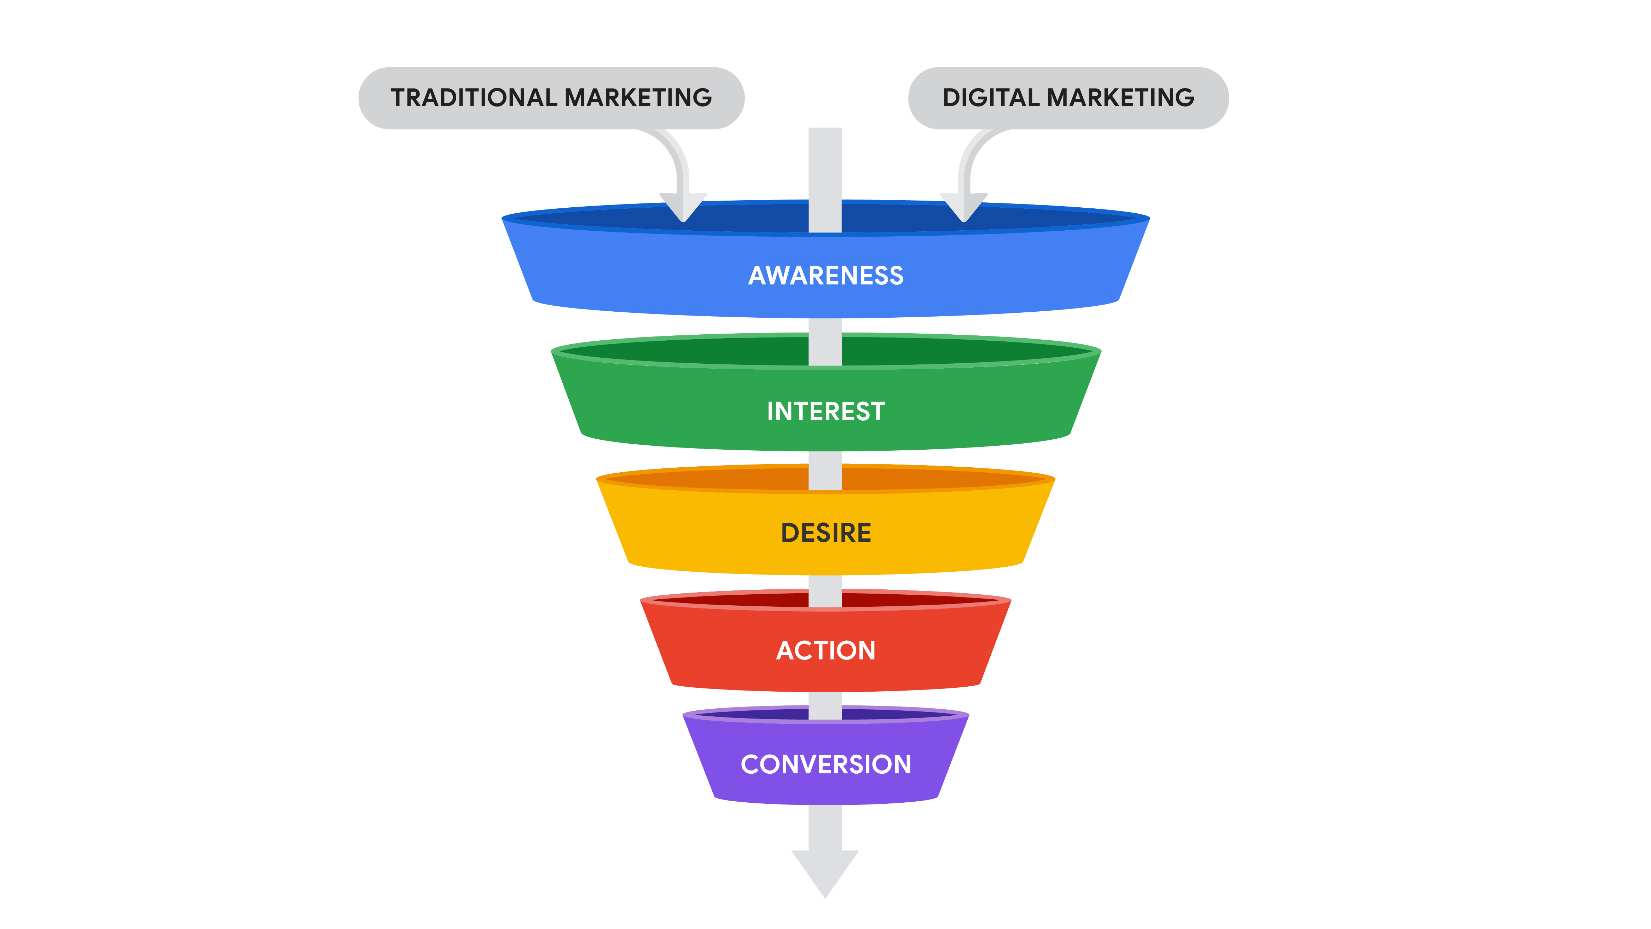 TRADITIONAL MARKETING
DIGITAL MARKETING
AWARENESS
INTEREST
DESIRE
ACTION
CONVERSION